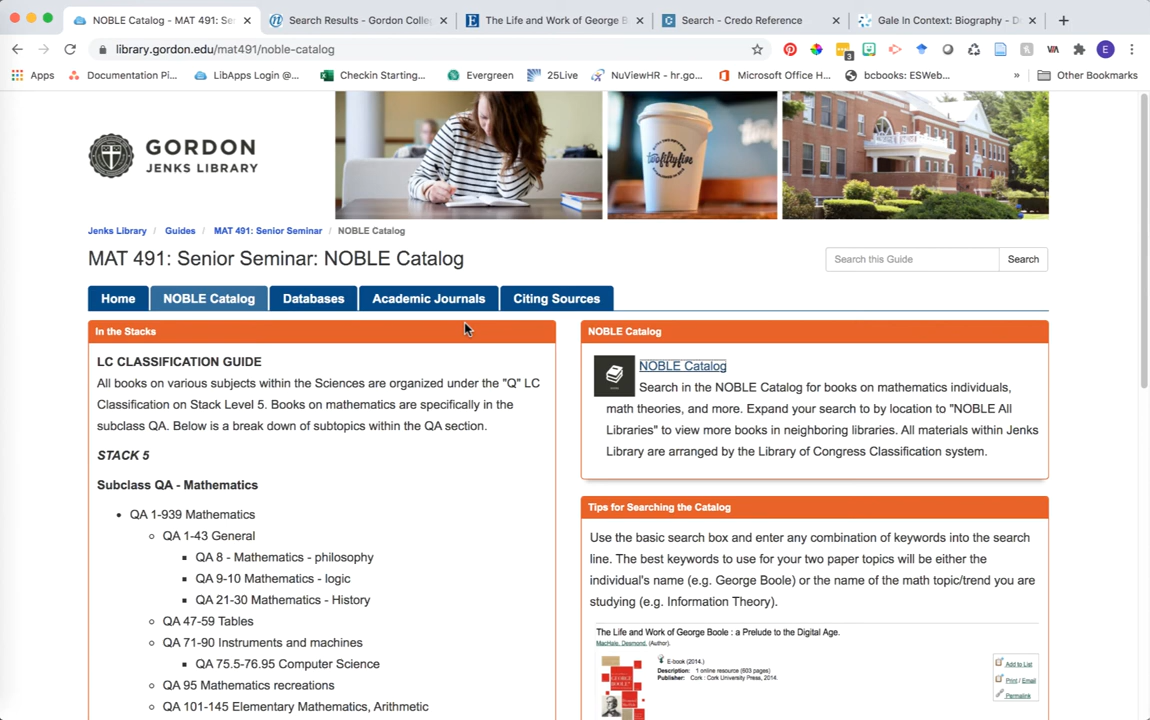 NOBLE Catalog - MAT 491: Se
Search Results - Gordon Colle
The Life and Work of George B
Search - Credo Reference
Gale In Context: Biography - D
library.gordon.edu/mat491/noble-catalog
3
VIA
E
Apps
Documentation Pi...
LibApps Login @...
Checkin Starting...
Evergreen
25Live
NuViewHR - hr.go...
Microsoft Office H...
bcbooks: ESWeb...
»
Other Bookmarks
GORDON
JENKS LIBRARY
twofiftyfive
Jenks Library / Guides / MAT 491: Senior Seminar / NOBLE Catalog
MAT 491: Senior Seminar: NOBLE Catalog
Search this Guide
Search
Home
NOBLE Catalog
Databases
Academic Journals
Citing Sources
In the Stacks
LC CLASSIFICATION GUIDE
All books on various subjects within the Sciences are organized under the "Q" LC
Classification on Stack Level 5. Books on mathematics are specifically in the
subclass QA. Below is a break down of subtopics within the QA section.
STACK 5
Subclass QA - Mathematics
QA 1-939 Mathematics
QA 1-43 General
QA 8 - Mathematics - philosophy
QA 9-10 Mathematics - logic
QA 21-30 Mathematics - History
QA 47-59 Tables
QA 71-90 Instruments and machines
QA 75.5-76.95 Computer Science
QA 95 Mathematics recreations
QA 101-145 Elementary Mathematics, Arithmetic
NOBLE Catalog
NOBLE Catalog
Search in the NOBLE Catalog for books on mathematics individuals,
math theories, and more. Expand your search to by location to "NOBLE All
Libraries" to view more books in neighboring libraries. All materials within Jenks
Library are arranged by the Library of Congress Classification system.
Tips for Searching the Catalog
Use the basic search box and enter any combination of keywords into the search
line. The best keywords to use for your two paper topics will be either the
individual's name (e.g. George Boole) or the name of the math topic/trend you are
studying (e.g. Information Theory).
The Life and Work of George Boole : a Prelude to the Digital Age.
MacHale, Desmond, (Author).
E-book (2014.)
Description: 1 online resource (603 pages)
Publisher: Cork : Cork University Press, 2014.
Add to List
Print / Email
Permalink